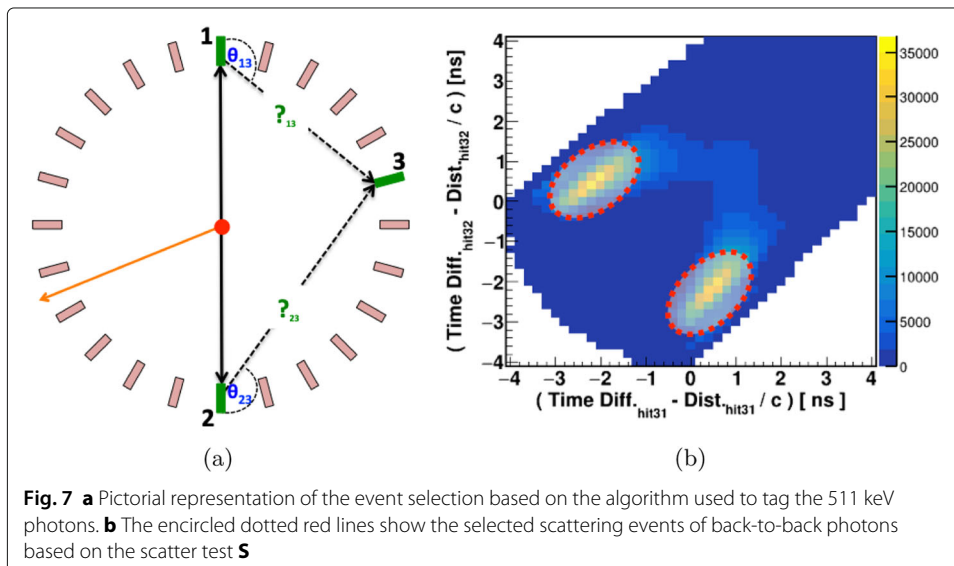 1
θ13
?13
3
?23
θ23
2
(a)
( Time Diff.hit32 - Dist.hit32 / c ) [ns]
4
3
2
1
0
−1
−2
−3
−4
−4 −3 −2 −1 0 1 2 3 4
( Time Diff.hit31 - Dist.hit31 / c ) [ ns ]
35000
30000
25000
20000
15000
10000
5000
0
(b)
Fig. 7 a Pictorial representation of the event selection based on the algorithm used to tag the 511 keV
photons. b The encircled dotted red lines show the selected scattering events of back-to-back photons
based on the scatter test S